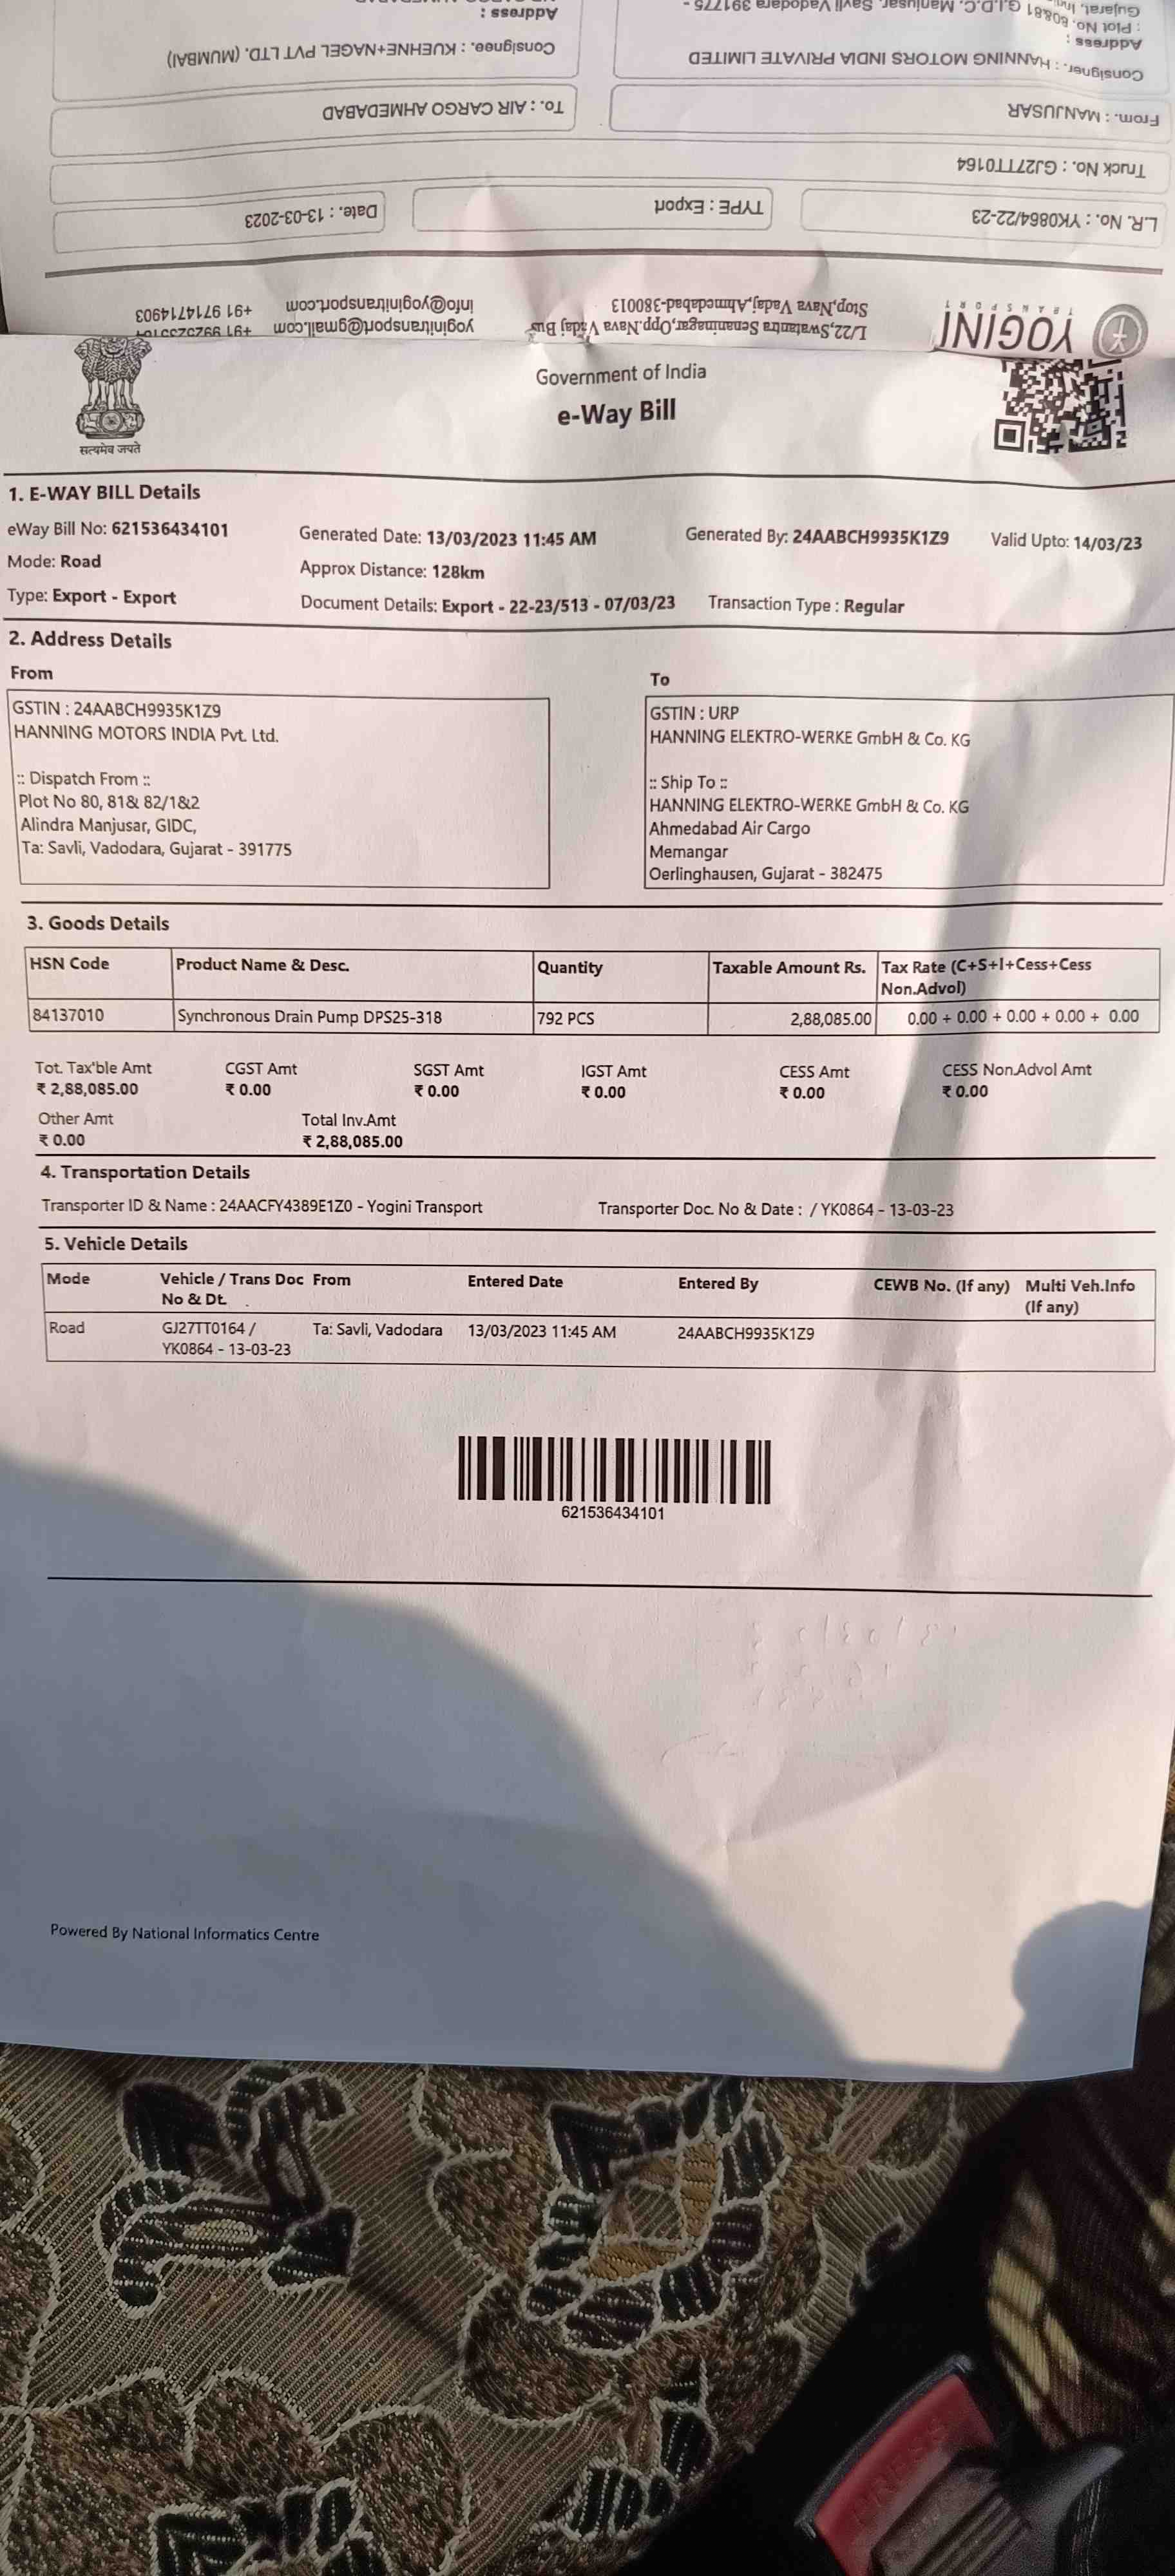 YOGINI
TRANSPORT
L/22,Swatantra Senaninagar,Opp.Nava Vadaj Bus
Stop,Nava Vadaj,Ahmedabad-380013
yoginitransport@gmail.com
info@yoginitransport.com
+91 9714714903
L.R. No. : YK0864/22-23
TYPE : Export
Date. : 13-03-2023
Truck No. : GJ27TT0164
From. : MANJUSAR
To. : AIR CARGO AHMEDABAD
Consigner. : HANNING MOTORS INDIA PRIVATE LIMITED
Consignee. : KUEHNE+NAGEL PVT LTD. (MUMBAI)
Address :
: Plot No. 80&81 G.I.D.C. Manjusar, Savli Vadodara 391775 -
Gujarat,
Address :
सत्यमेव जयते
Government of India
e-Way Bill
1. E-WAY BILL Details
eWay Bill No: 621536434101 Generated Date: 13/03/2023 11:45 AM Generated By: 24AABCH9935K1Z9 Valid Upto: 14/03/23
Mode: Road Approx Distance: 128km
Type: Export - Export Document Details: Export - 22-23/513 - 07/03/23 Transaction Type : Regular
2. Address Details
From
To
GSTIN : 24AABCH9935K1Z9
HANNING MOTORS INDIA Pvt. Ltd.
:: Dispatch From ::
Plot No 80, 81& 82/1&2
Alindra Manjusar, GIDC,
Ta: Savli, Vadodara, Gujarat - 391775
GSTIN : URP
HANNING ELEKTRO-WERKE GmbH & Co. KG
:: Ship To ::
HANNING ELEKTRO-WERKE GmbH & Co. KG
Ahmedabad Air Cargo
Memangar
Oerlinghausen, Gujarat - 382475
3. Goods Details
HSN Code Product Name & Desc. Quantity Taxable Amount Rs. Tax Rate (C+S+I+Cess+Cess
Non.Advol)
84137010 Synchronous Drain Pump DPS25-318 792 PCS 2,88,085.00 0.00 + 0.00 + 0.00 + 0.00 + 0.00
Tot. Tax'ble Amt CGST Amt SGST Amt IGST Amt CESS Amt CESS Non.Advol Amt
₹ 2,88,085.00 ₹ 0.00 ₹ 0.00 ₹ 0.00 ₹ 0.00 ₹ 0.00
Other Amt Total Inv.Amt
₹ 0.00 ₹ 2,88,085.00
4. Transportation Details
Transporter ID & Name : 24AACFY4389E1Z0 - Yogini Transport Transporter Doc. No & Date : / YK0864 - 13-03-23
5. Vehicle Details
Mode Vehicle / Trans Doc From Entered Date Entered By CEWB No. (If any) Multi Veh.Info
No & Dt. (If any)
Road GJ27TT0164 / Ta: Savli, Vadodara 13/03/2023 11:45 AM 24AABCH9935K1Z9
YK0864 - 13-03-23
621536434101
Powered By National Informatics Centre
PRESS